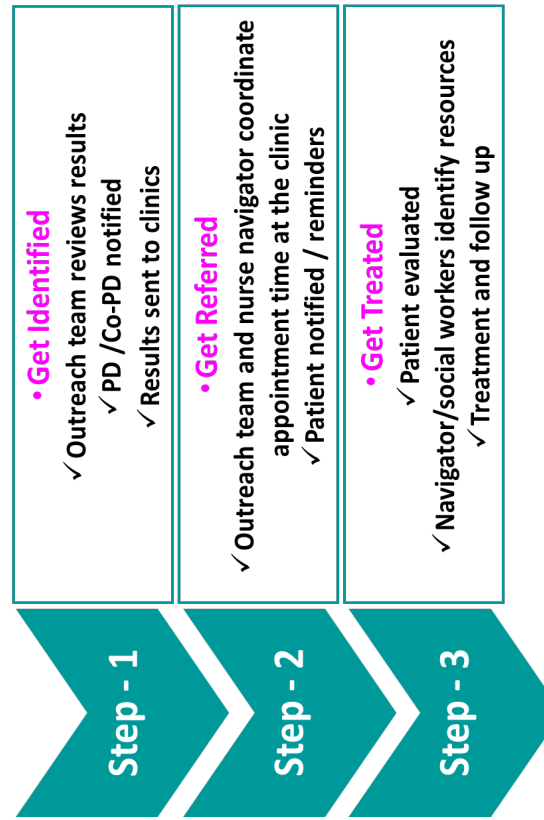 Step - 1
• Get Identified
✓ Outreach team reviews results
✓ PD /Co-PD notified
✓ Results sent to clinics
Step - 2
• Get Referred
✓ Outreach team and nurse navigator coordinate
appointment time at the clinic
✓ Patient notified / reminders
Step - 3
• Get Treated
✓ Patient evaluated
✓ Navigator/social workers identify resources
✓ Treatment and follow up